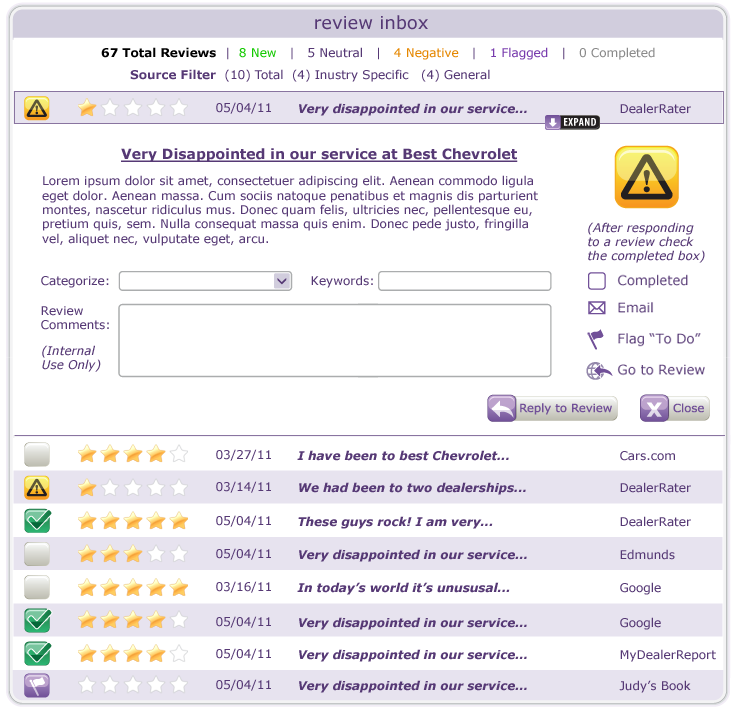 review inbox
67 Total Reviews | 8 New | 5 Neutral | 4 Negative | 1 Flagged | 0 Completed
Source Filter (10) Total (4) Inustry Specific (4) General
05/04/11 Very disappointed in our service... DealerRater
EXPAND
Very Disappointed in our service at Best Chevrolet
Lorem ipsum dolor sit amet, consectetuer adipiscing elit. Aenean commodo ligula
eget dolor. Aenean massa. Cum sociis natoque penatibus et magnis dis parturient
montes, nascetur ridiculus mus. Donec quam felis, ultricies nec, pellentesque eu,
pretium quis, sem. Nulla consequat massa quis enim. Donec pede justo, fringilla
vel, aliquet nec, vulputate eget, arcu.
(After responding
to a review check
the completed box)
Categorize: Keywords:
Review
Comments:
(Internal
Use Only)
Completed
Email
Flag “To Do”
Go to Review
Reply to Review Close
03/27/11 I have been to best Chevrolet... Cars.com
03/14/11 We had been to two dealerships... DealerRater
05/04/11 These guys rock! I am very... DealerRater
05/04/11 Very disappointed in our service... Edmunds
03/16/11 In today’s world it’s unususal... Google
05/04/11 Very disappointed in our service... Google
05/04/11 Very disappointed in our service... MyDealerReport
05/04/11 Very disappointed in our service... Judy’s Book